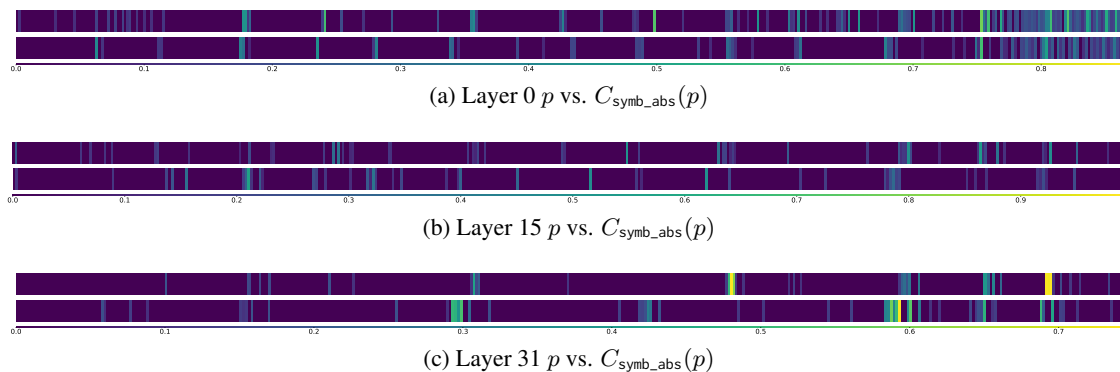 0.0 0.1 0.2 0.3 0.4 0.5 0.6 0.7 0.8
(a) Layer 0 p vs. C_symb_abs(p)
0.0 0.1 0.2 0.3 0.4 0.5 0.6 0.7 0.8 0.9
(b) Layer 15 p vs. C_symb_abs(p)
0.0 0.1 0.2 0.3 0.4 0.5 0.6 0.7
(c) Layer 31 p vs. C_symb_abs(p)